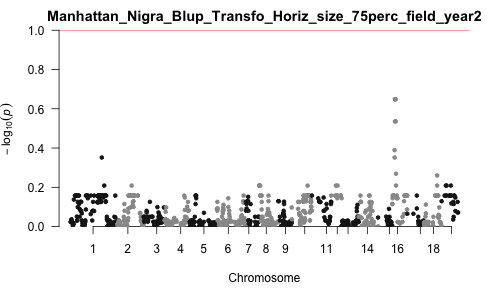 Manhattan_Nigra_Blup_Transfo_Horiz_size_75perc_field_year2
1.0
0.8
0.6
0.4
0.2
0.0
− log10(p)
1 2 3 4 5 6 7 8 9 11 14 16 18
Chromosome